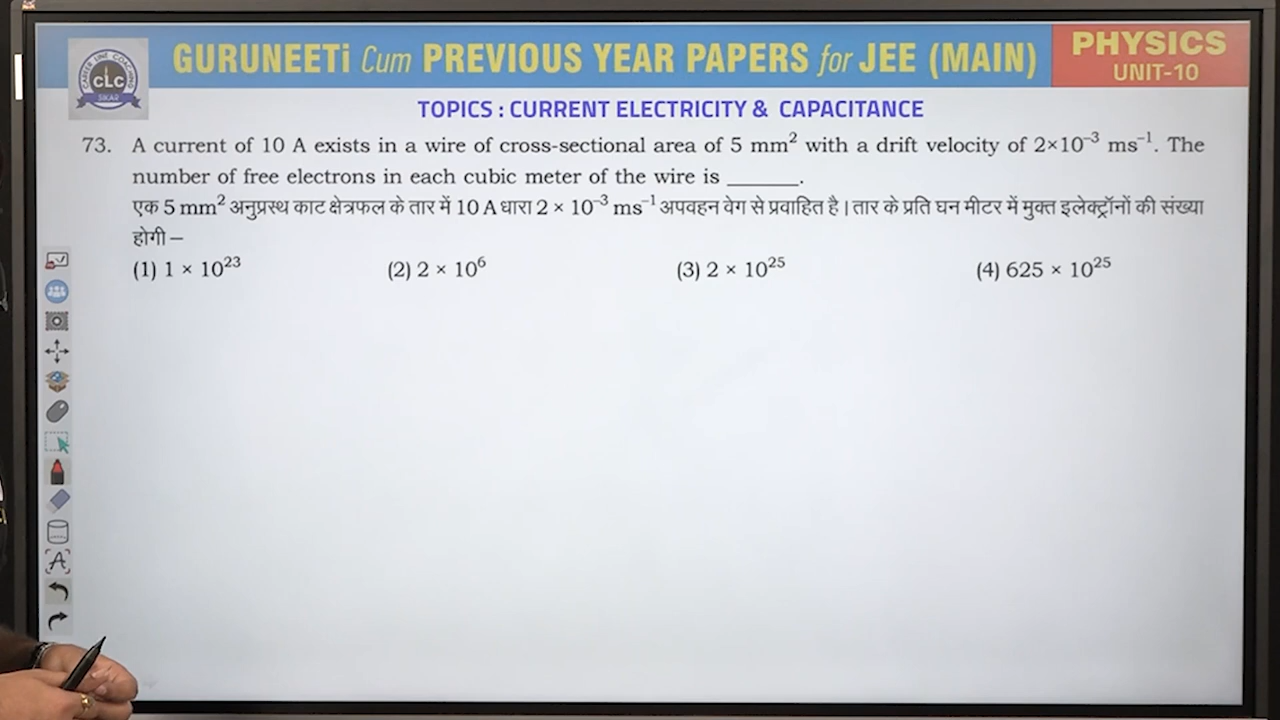 GURUNEETi Cum PREVIOUS YEAR PAPERS for JEE (MAIN)
PHYSICS
UNIT-10
CAREER LINE COACHING
CLC
SIKAR
TOPICS : CURRENT ELECTRICITY & CAPACITANCE
73. A current of 10 A exists in a wire of cross-sectional area of 5 mm² with a drift velocity of 2×10⁻³ ms⁻¹. The
number of free electrons in each cubic meter of the wire is ______.
एक 5 mm² अनुप्रस्थ काट क्षेत्रफल के तार में 10 A धारा 2 × 10⁻³ ms⁻¹ अपवहन वेग से प्रवाहित है। तार के प्रति घन मीटर में मुक्त इलेक्ट्रॉनों की संख्या
होगी –
(1) 1 × 10²³ (2) 2 × 10⁶ (3) 2 × 10²⁵ (4) 625 × 10²⁵
A